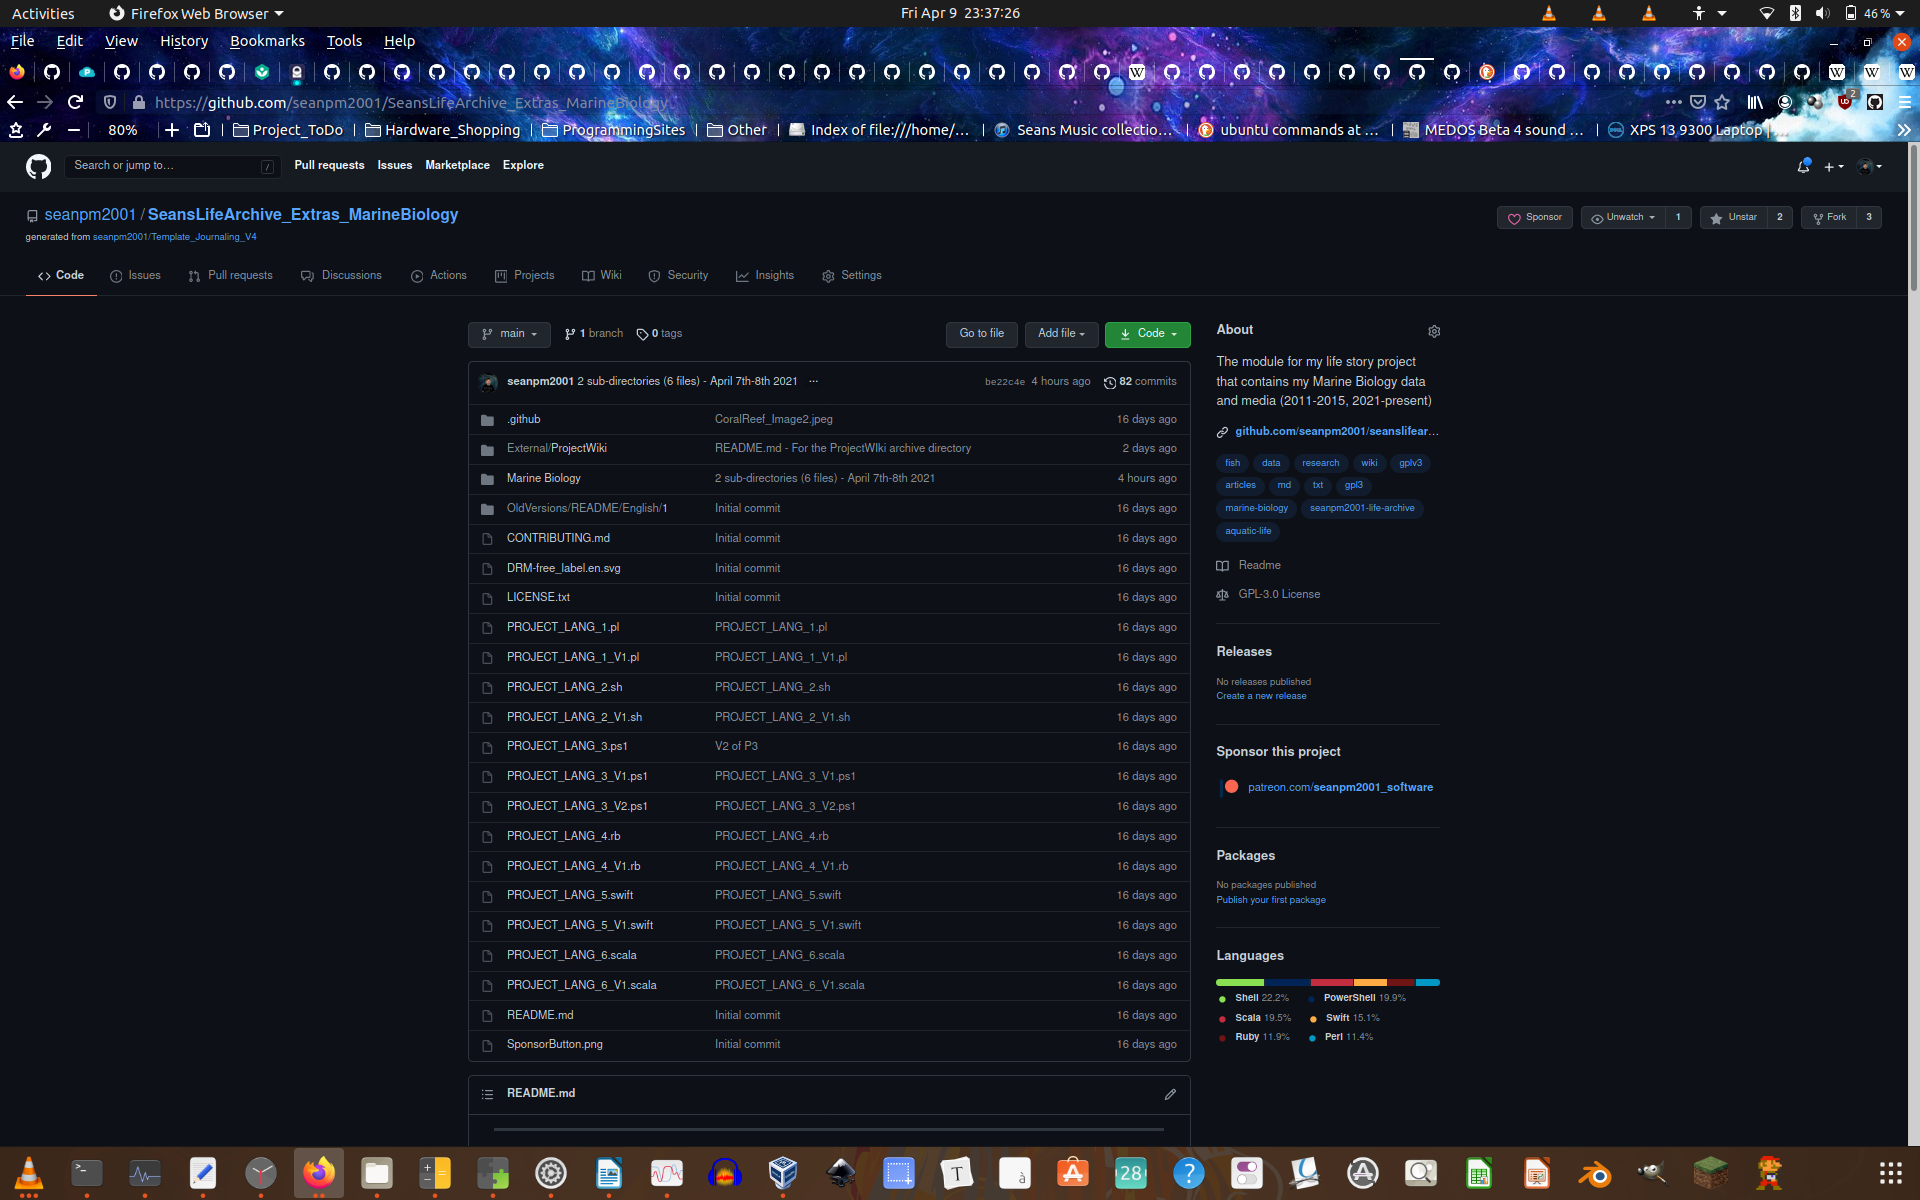 Activities Firefox Web Browser Fri Apr 9 23:37:26 46 %
File Edit View History Bookmarks Tools Help
https://github.com/seanpm2001/SeansLifeArchive_Extras_MarineBiology 2
80% Project_ToDo Hardware_Shopping ProgrammingSites Other Index of file:///home/... Seans Music collectio... ubuntu commands at ... MEDOS Beta 4 sound ... XPS 13 9300 Laptop
Search or jump to... / Pull requests Issues Marketplace Explore
seanpm2001 / SeansLifeArchive_Extras_MarineBiology Sponsor Unwatch 1 Unstar 2 Fork 3
generated from seanpm2001/Template_Journaling_V4
Code Issues Pull requests Discussions Actions Projects Wiki Security Insights Settings
main 1 branch 0 tags Go to file Add file Code
seanpm2001 2 sub-directories (6 files) - April 7th-8th 2021 ... be22c4e 4 hours ago 82 commits
.github CoralReef_Image2.jpeg 16 days ago
External/ProjectWiki README.md - For the ProjectWIki archive directory 2 days ago
Marine Biology 2 sub-directories (6 files) - April 7th-8th 2021 4 hours ago
OldVersions/README/English/1 Initial commit 16 days ago
CONTRIBUTING.md Initial commit 16 days ago
DRM-free_label.en.svg Initial commit 16 days ago
LICENSE.txt Initial commit 16 days ago
PROJECT_LANG_1.pl PROJECT_LANG_1.pl 16 days ago
PROJECT_LANG_1_V1.pl PROJECT_LANG_1_V1.pl 16 days ago
PROJECT_LANG_2.sh PROJECT_LANG_2.sh 16 days ago
PROJECT_LANG_2_V1.sh PROJECT_LANG_2_V1.sh 16 days ago
PROJECT_LANG_3.ps1 V2 of P3 16 days ago
PROJECT_LANG_3_V1.ps1 PROJECT_LANG_3_V1.ps1 16 days ago
PROJECT_LANG_3_V2.ps1 PROJECT_LANG_3_V2.ps1 16 days ago
PROJECT_LANG_4.rb PROJECT_LANG_4.rb 16 days ago
PROJECT_LANG_4_V1.rb PROJECT_LANG_4_V1.rb 16 days ago
PROJECT_LANG_5.swift PROJECT_LANG_5.swift 16 days ago
PROJECT_LANG_5_V1.swift PROJECT_LANG_5_V1.swift 16 days ago
PROJECT_LANG_6.scala PROJECT_LANG_6.scala 16 days ago
PROJECT_LANG_6_V1.scala PROJECT_LANG_6_V1.scala 16 days ago
README.md Initial commit 16 days ago
SponsorButton.png Initial commit 16 days ago
README.md
About
The module for my life story project
that contains my Marine Biology data
and media (2011-2015, 2021-present)
github.com/seanpm2001/seanslifear...
fish data research wiki gplv3
articles md txt gpl3
marine-biology seanpm2001-life-archive
aquatic-life
Readme
GPL-3.0 License
Releases
No releases published
Create a new release
Sponsor this project
patreon.com/seanpm2001_software
Packages
No packages published
Publish your first package
Languages
Shell 22.2% PowerShell 19.9%
Scala 19.5% Swift 15.1%
Ruby 11.9% Perl 11.4%